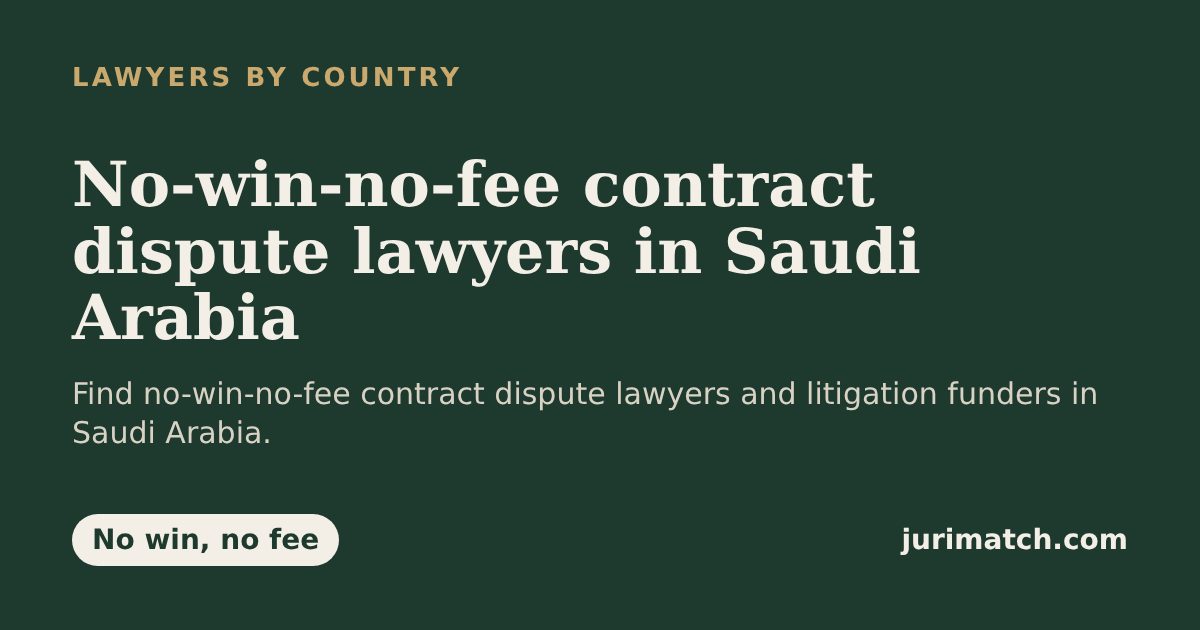 LAWYERS BY COUNTRY
No-win-no-fee contract
dispute lawyers in Saudi
Arabia
Find no-win-no-fee contract dispute lawyers and litigation funders in
Saudi Arabia.
No win, no fee
jurimatch.com